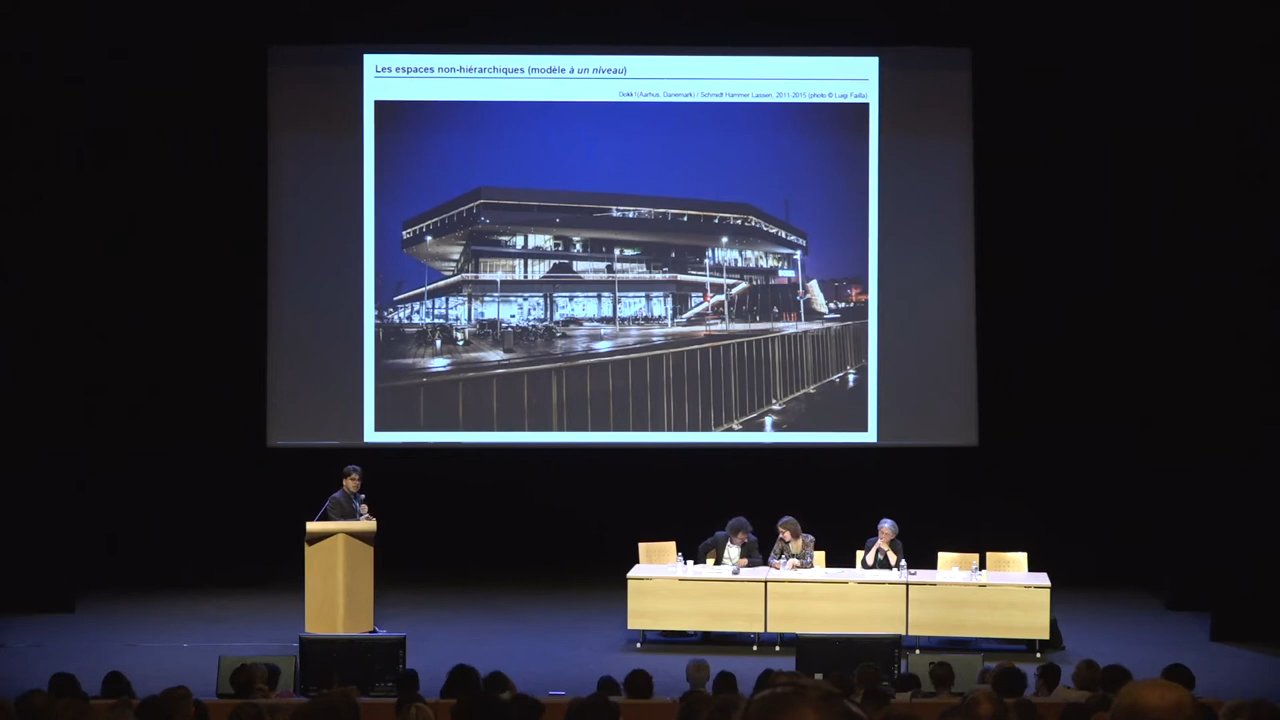 Les espaces non-hiérarchiques (modèle à un niveau)
Dokk1(Aarhus, Danemark) / Schmidt Hammer Lassen, 2011-2015 (photo © Luigi Failla)